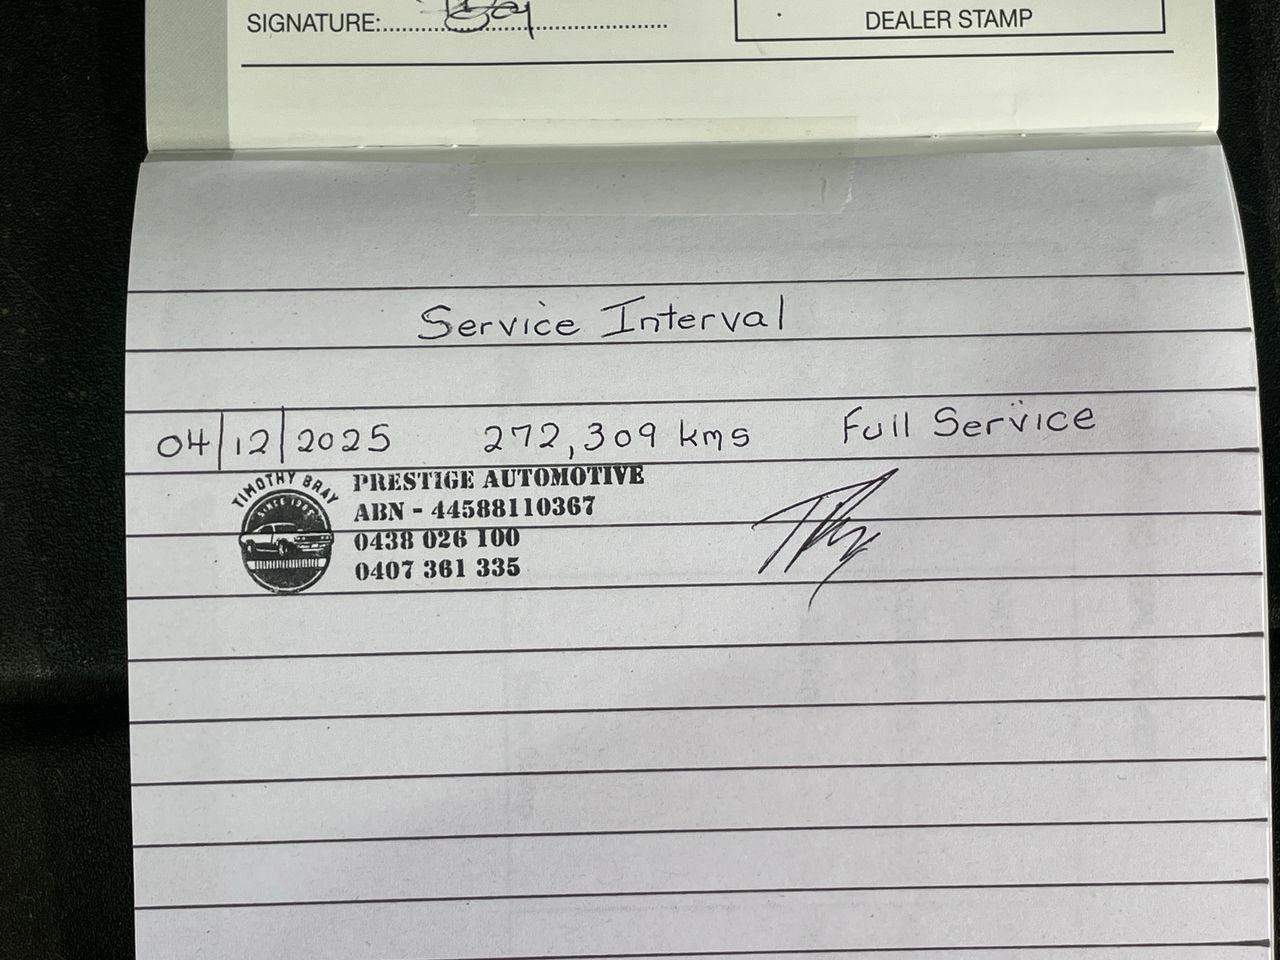 SIGNATURE:
DEALER STAMP
Service Interval
04/12/2025 272,309 kms Full Service
TIMOTHY BRAY
SINCE
PRESTIGE AUTOMOTIVE
ABN - 44588110367
0438 026 100
0407 361 335